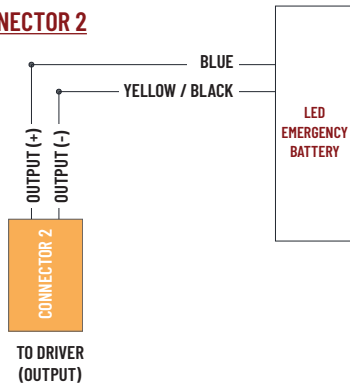 NECTOR 2
BLUE
YELLOW / BLACK
OUTPUT (+)
OUTPUT (-)
LED
EMERGENCY
BATTERY
CONNECTOR 2
TO DRIVER
(OUTPUT)